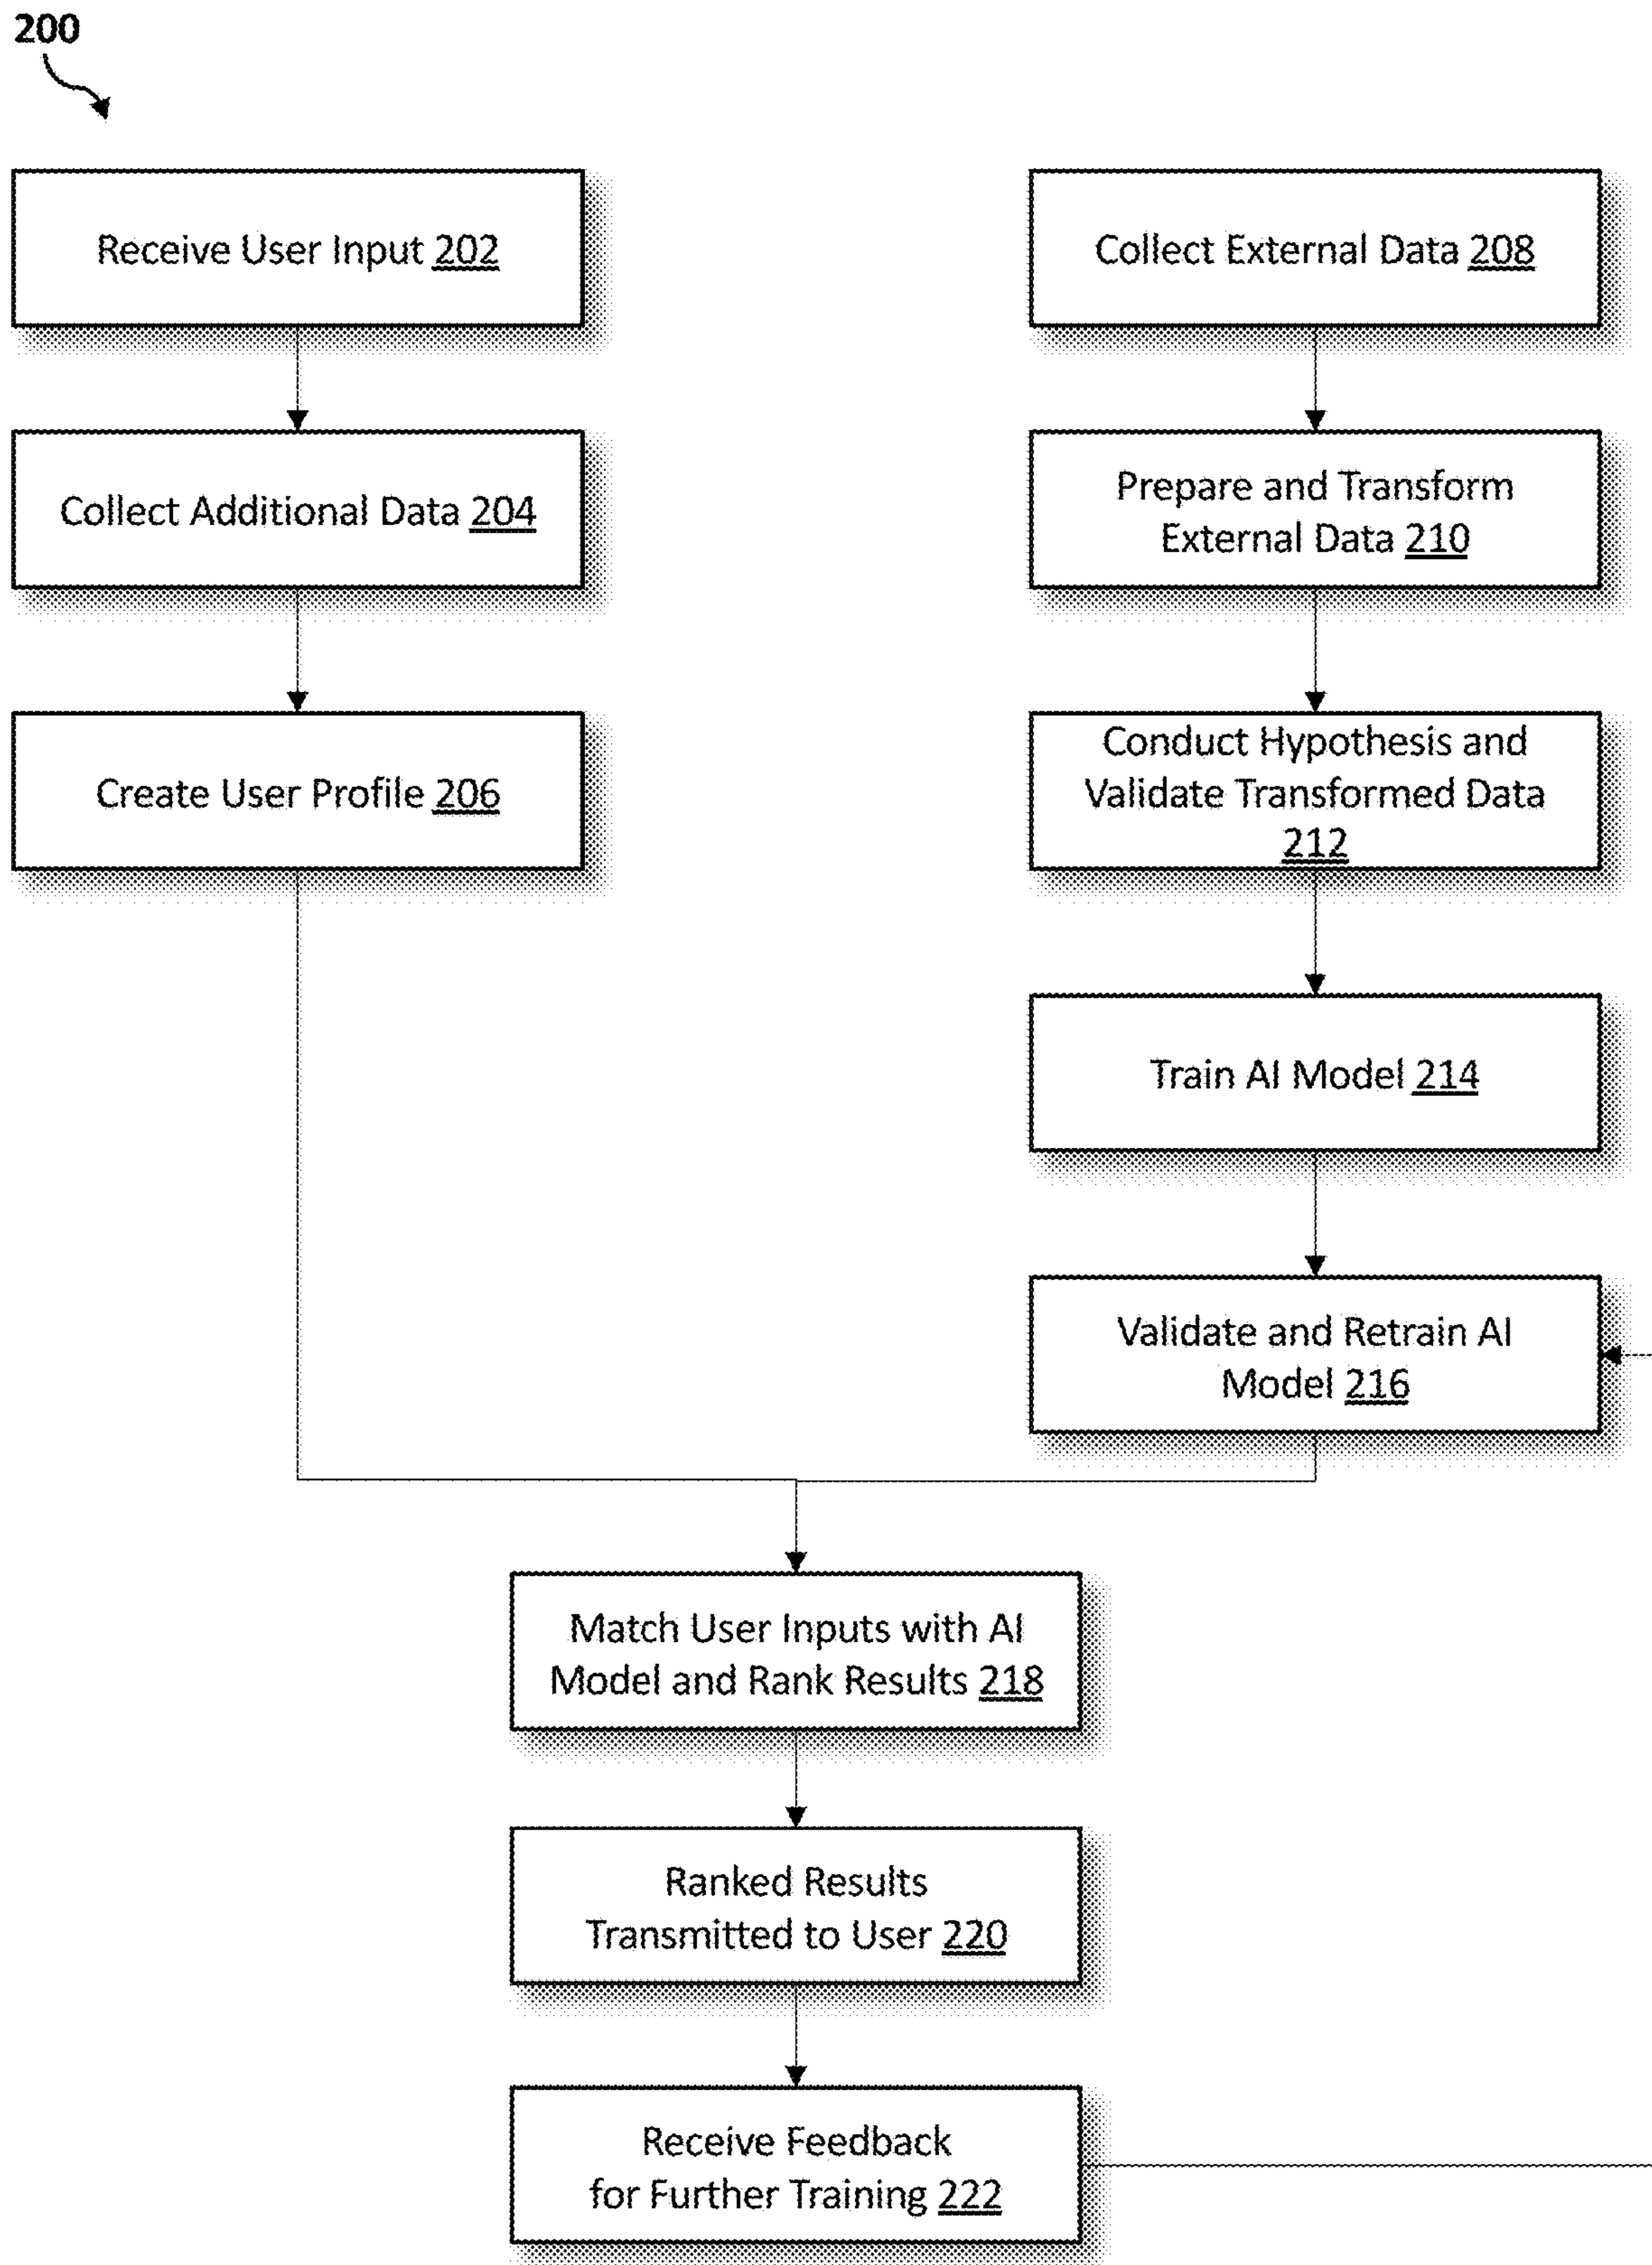 200
Receive User Input 202
Collect Additional Data 204
Create User Profile 206
Collect External Data 208
Prepare and Transform
External Data 210
Conduct Hypothesis and
Validate Transformed Data
212
Train AI Model 214
Validate and Retrain AI
Model 216
Match User Inputs with AI
Model and Rank Results 218
Ranked Results
Transmitted to User 220
Receive Feedback
for Further Training 222